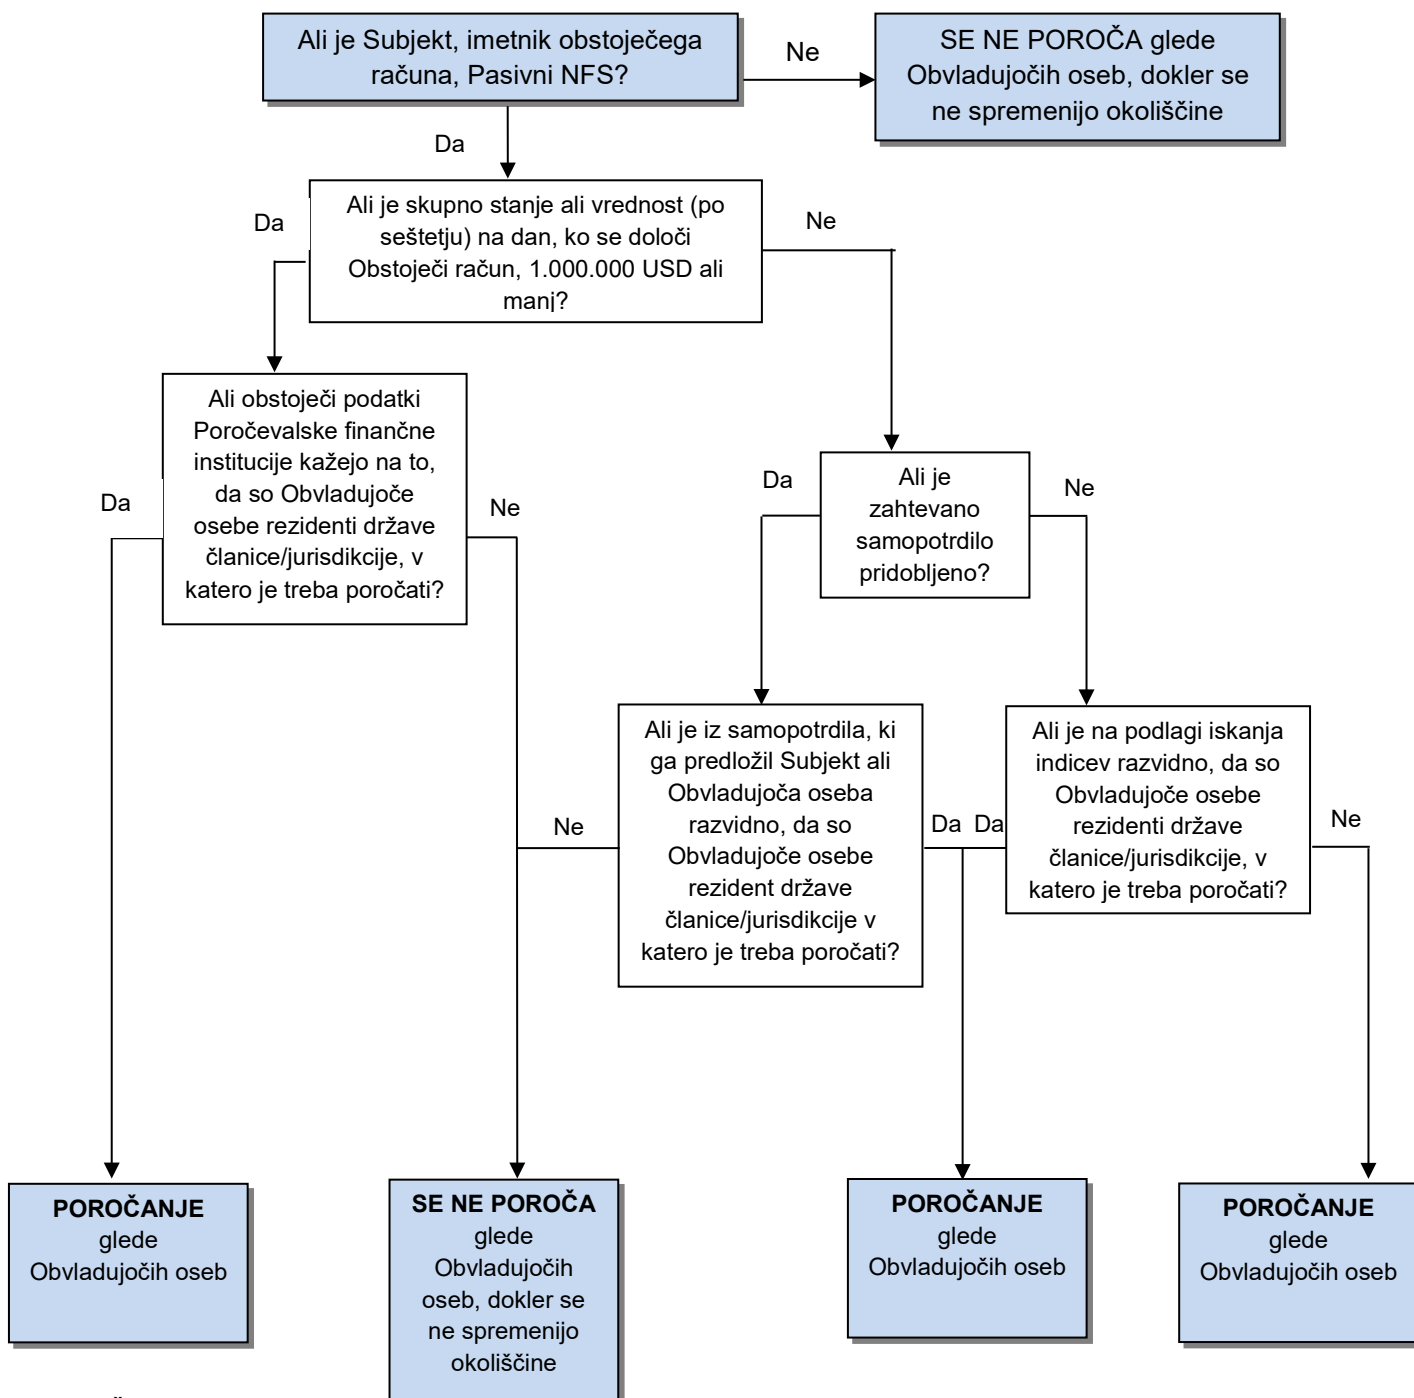 Ali je Subjekt, imetnik obstoječega
računa, Pasivni NFS?
Ne
SE NE POROČA glede
Obvladujočih oseb, dokler se
ne spremenijo okoliščine
Da
Ali je skupno stanje ali vrednost (po
seštetju) na dan, ko se določi
Obstoječi račun, 1.000.000 USD ali
manj?
Da
Ne
Ali obstoječi podatki
Poročevalske finančne
institucije kažejo na to,
da so Obvladujoče
osebe rezidenti države
članice/jurisdikcije, v
katero je treba poročati?
Da
Ne
Ali je
zahtevano
samopotrdilo
pridobljeno?
Da
Ne
Ali je iz samopotrdila, ki
ga predložil Subjekt ali
Obvladujoča oseba
razvidno, da so
Obvladujoče osebe
rezident države
članice/jurisdikcije v
katero je treba poročati?
Ne
Da
Ali je na podlagi iskanja
indicev razvidno, da so
Obvladujoče osebe
rezidenti države
članice/jurisdikcije, v
katero je treba poročati?
Da
Ne
POROČANJE
glede
Obvladujočih oseb
SE NE POROČA
glede
Obvladujočih
oseb, dokler se
ne spremenijo
okoliščine
POROČANJE
glede
Obvladujočih oseb
POROČANJE
glede
Obvladujočih oseb